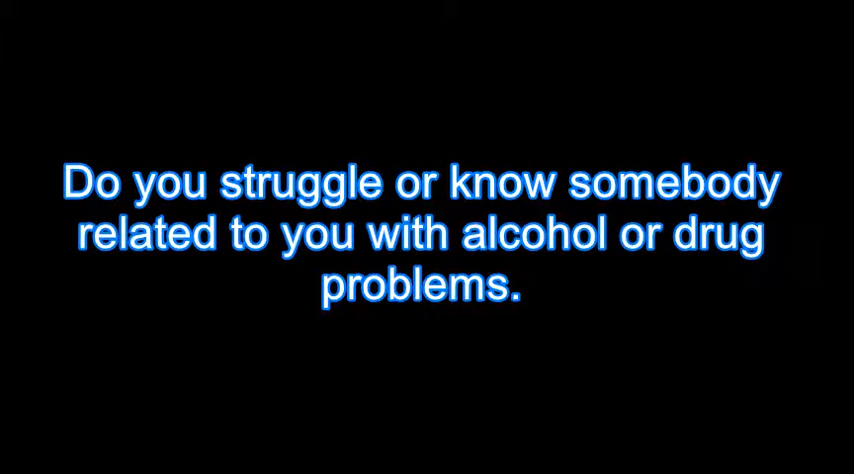 Do you struggle or know somebody
related to you with alcohol or drug
problems.